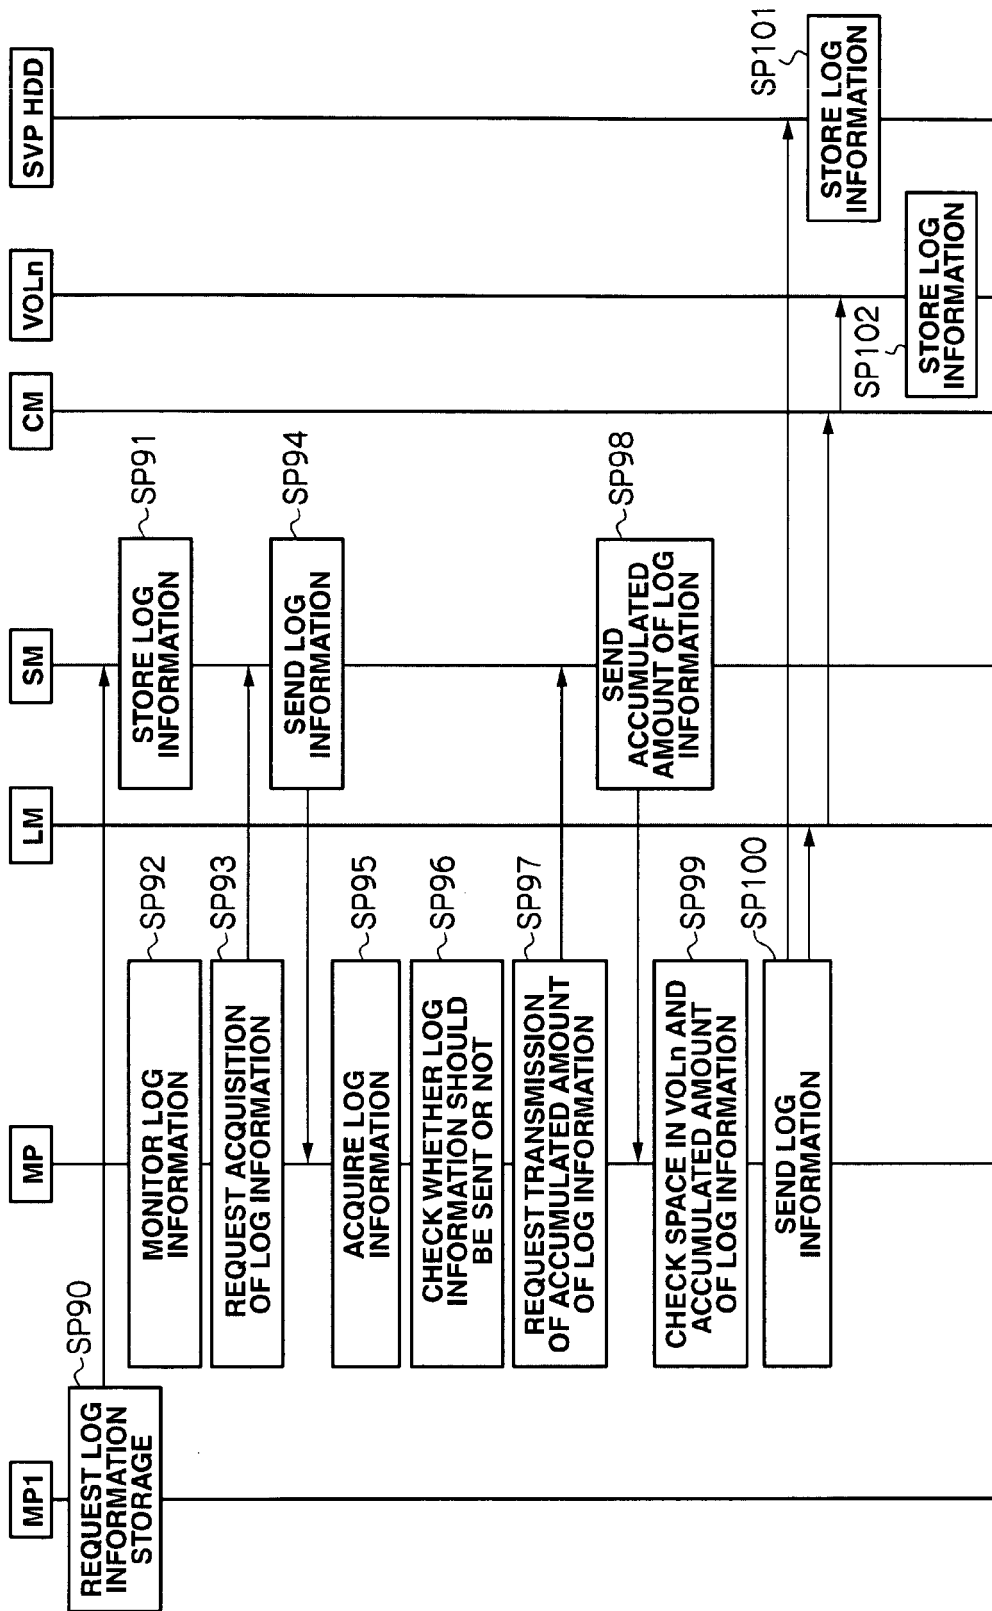 MP1
MP
LM
SM
CM
VOLn
SVP HDD
REQUEST LOG
INFORMATION
STORAGE
SP90
STORE LOG
INFORMATION
SP91
MONITOR LOG
INFORMATION
SP92
REQUEST ACQUISITION
OF LOG INFORMATION
SP93
SEND LOG
INFORMATION
SP94
ACQUIRE LOG
INFORMATION
SP95
CHECK WHETHER LOG
INFORMATION SHOULD
BE SENT OR NOT
SP96
REQUEST TRANSMISSION
OF ACCUMULATED AMOUNT
OF LOG INFORMATION
SP97
SEND
ACCUMULATED
AMOUNT OF LOG
INFORMATION
SP98
CHECK SPACE IN VOLn AND
ACCUMULATED AMOUNT
OF LOG INFORMATION
SP99
SEND LOG
INFORMATION
SP100
STORE LOG
INFORMATION
SP101
STORE LOG
INFORMATION
SP102